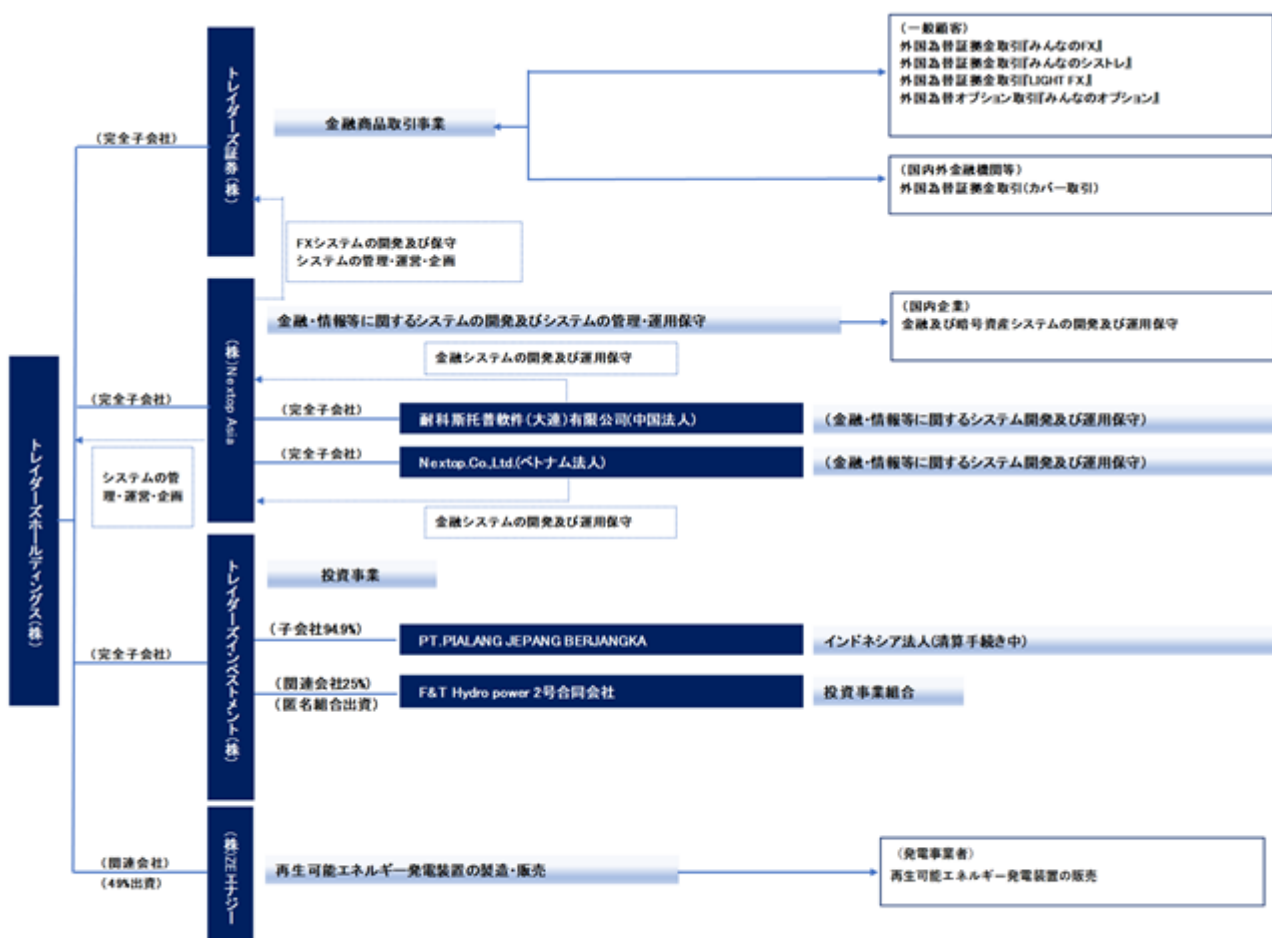 トレイダーズホールディングス(株)
(完全子会社)
トレイダーズ証券(株)
金融商品取引事業
(一般顧客)
外国為替証拠金取引『みんなのFX』
外国為替証拠金取引『みんなのシストレ』
外国為替証拠金取引『LIGHT FX』
外国為替オプション取引『みんなのオプション』
(国内外金融機関等)
外国為替証拠金取引(カバー取引)
FXシステムの開発及び保守
システムの管理・運営・企画
(完全子会社)
(株)Nextop Asia
システムの管
理・運営・企画
金融・情報等に関するシステムの開発及びシステムの管理・運用保守
(国内企業)
金融及び暗号資産システムの開発及び運用保守
金融システムの開発及び運用保守
(完全子会社)
耐科斯托普軟件(大連)有限公司(中国法人)
(金融・情報等に関するシステム開発及び運用保守)
(完全子会社)
Nextop.Co.,Ltd.(ベトナム法人)
(金融・情報等に関するシステム開発及び運用保守)
金融システムの開発及び運用保守
(完全子会社)
トレイダーズインベストメント(株)
投資事業
(子会社94.9%)
PT.PIALANG JEPANG BERJANGKA
インドネシア法人(清算手続き中)
(関連会社25%)
(匿名組合出資)
F&T Hydro power 2号合同会社
投資事業組合
(関連会社)
(49%出資)
(株)ZEエナジー
再生可能エネルギー発電装置の製造・販売
(発電事業者)
再生可能エネルギー発電装置の販売